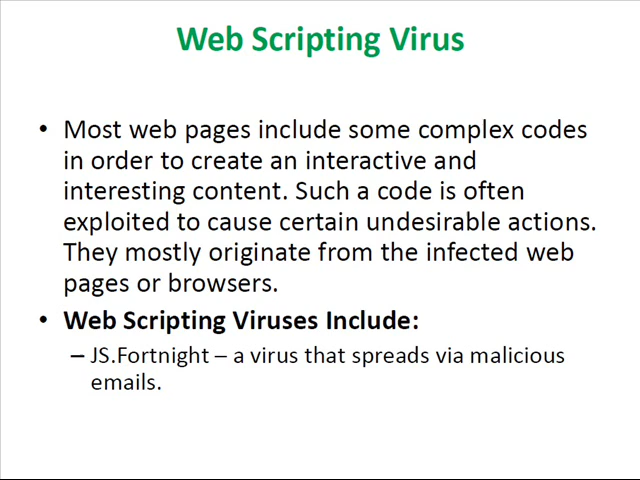 Web Scripting Virus
• Most web pages include some complex codes
in order to create an interactive and
interesting content. Such a code is often
exploited to cause certain undesirable actions.
They mostly originate from the infected web
pages or browsers.
• Web Scripting Viruses Include:
– JS.Fortnight – a virus that spreads via malicious
emails.